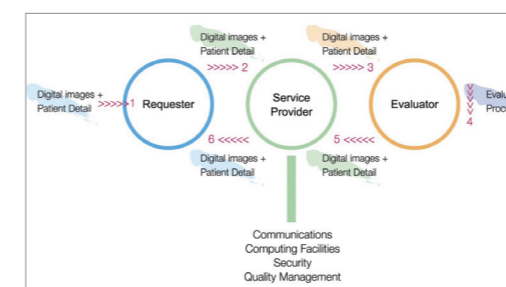 Digital images +
Patient Detail
>>>>> 2
Digital images +
Patient Detail
>>>>> 3
Digital images +
Patient Detail
>>>>>1
Requester
Service
Provider
Evaluator
>>>>>
4
6 <<<<<
Digital images +
Patient Detail
5 <<<<<
Digital images +
Patient Detail
Communications
Computing Facilities
Security
Quality Management